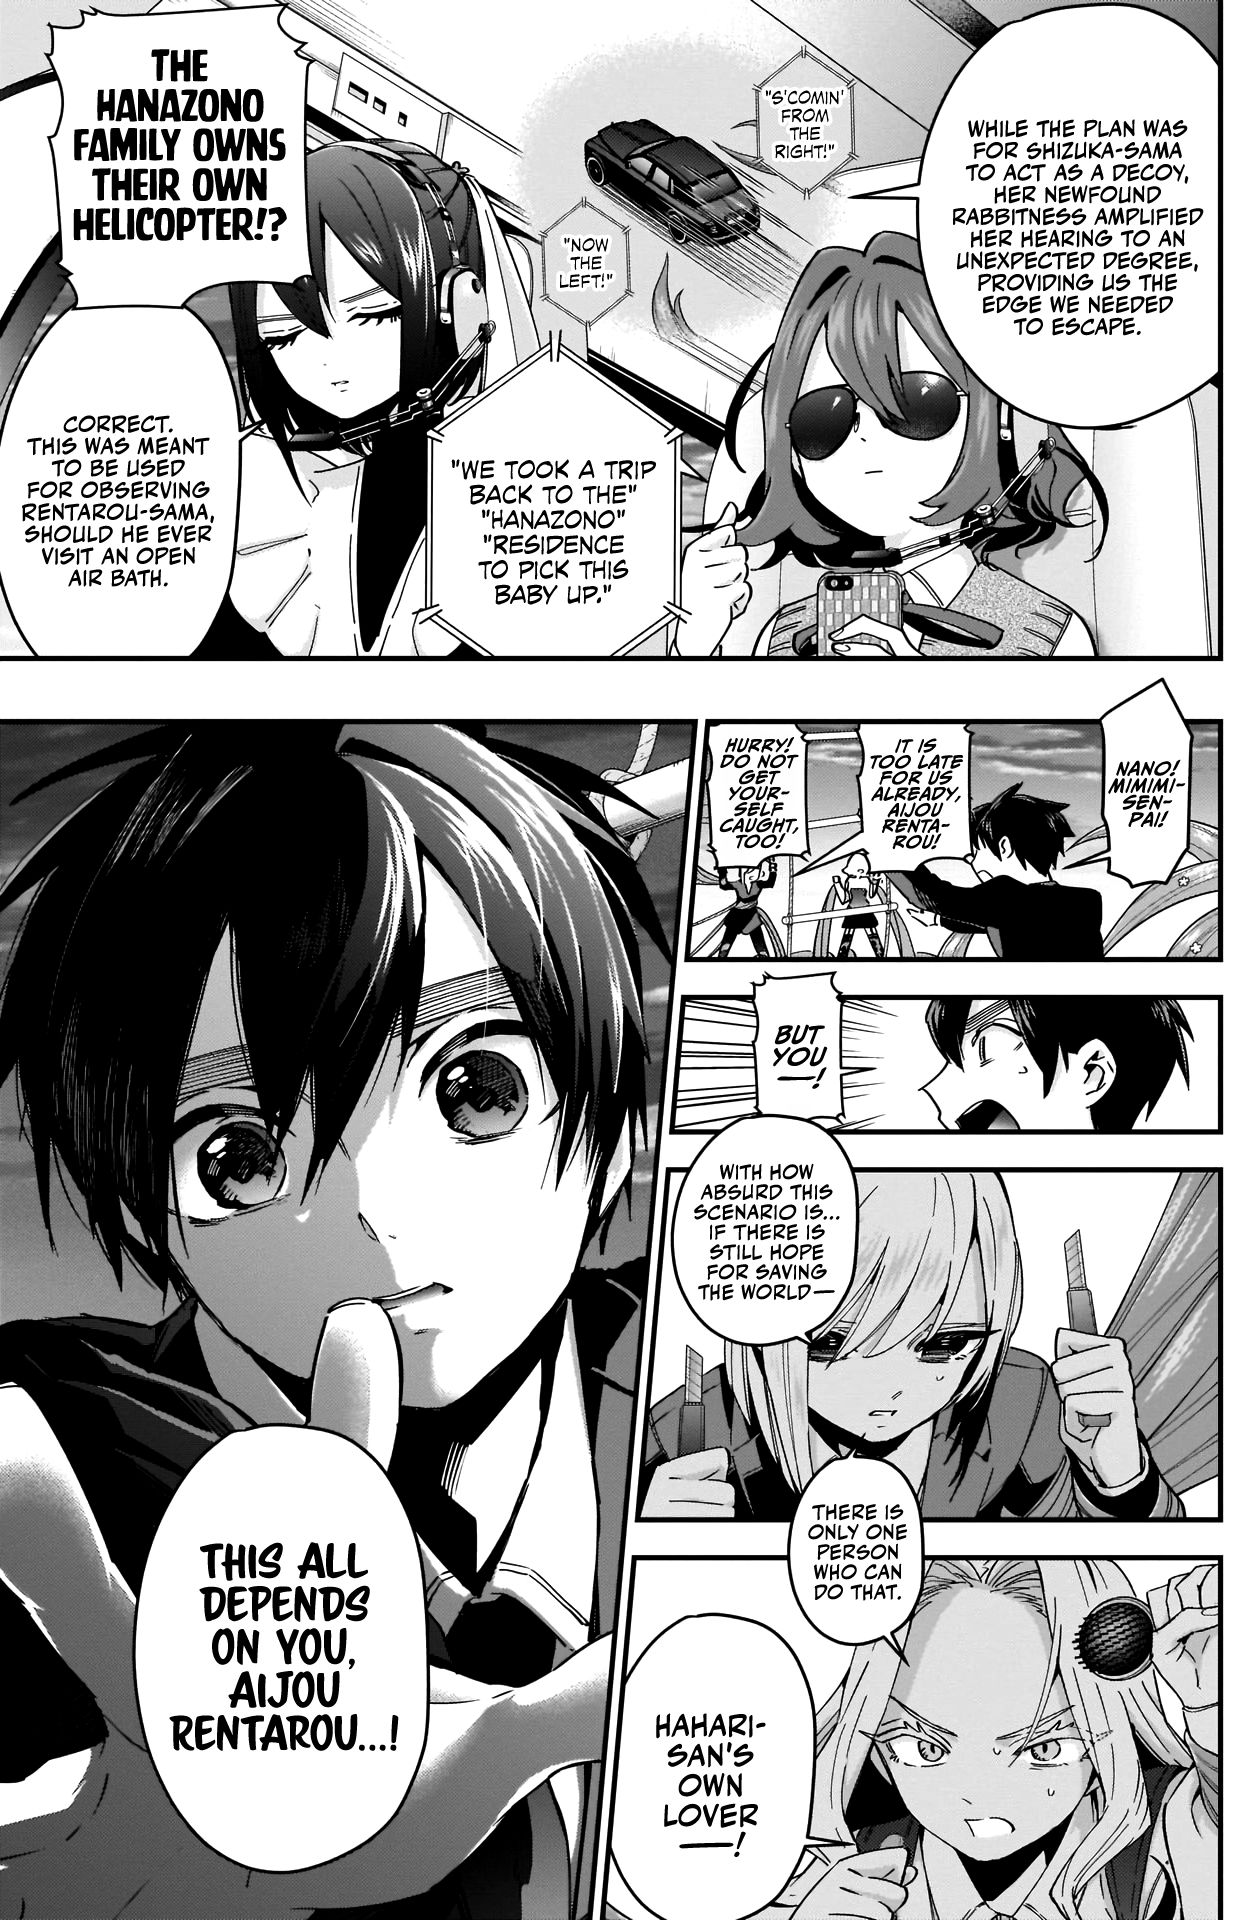 WHILE THE PLAN WAS
FOR SHIZUKA-SAMA
TO ACT AS A DECOY,
HER NEWFOUND
RABBITNESS AMPLIFIED
HER HEARING TO AN
UNEXPECTED DEGREE,
PROVIDING US THE
EDGE WE NEEDED
TO ESCAPE.
"S'COMIN'
FROM
THE
RIGHT!"
"NOW
THE
LEFT!"
"WE TOOK A TRIP
BACK TO THE"
"HANAZONO"
"RESIDENCE
TO PICK THIS
BABY UP."
THE
HANAZONO
FAMILY OWNS
THEIR OWN
HELICOPTER!?
CORRECT.
THIS WAS MEANT
TO BE USED
FOR OBSERVING
RENTAROU-SAMA,
SHOULD HE EVER
VISIT AN OPEN
AIR BATH.
NANO!
MIMIMI-
SEN-
PAI!
IT IS
TOO LATE
FOR US
ALREADY,
AIJOU
RENTA-
ROU!
HURRY!
DO NOT
GET
YOUR-
SELF
CAUGHT,
TOO!
BUT
YOU
—!
WITH HOW
ABSURD THIS
SCENARIO IS...
IF THERE IS
STILL HOPE
FOR SAVING
THE WORLD—
THERE IS
ONLY ONE
PERSON
WHO CAN
DO THAT.
HAHARI-
SAN'S
OWN
LOVER
—!
THIS ALL
DEPENDS
ON YOU,
AIJOU
RENTAROU...!